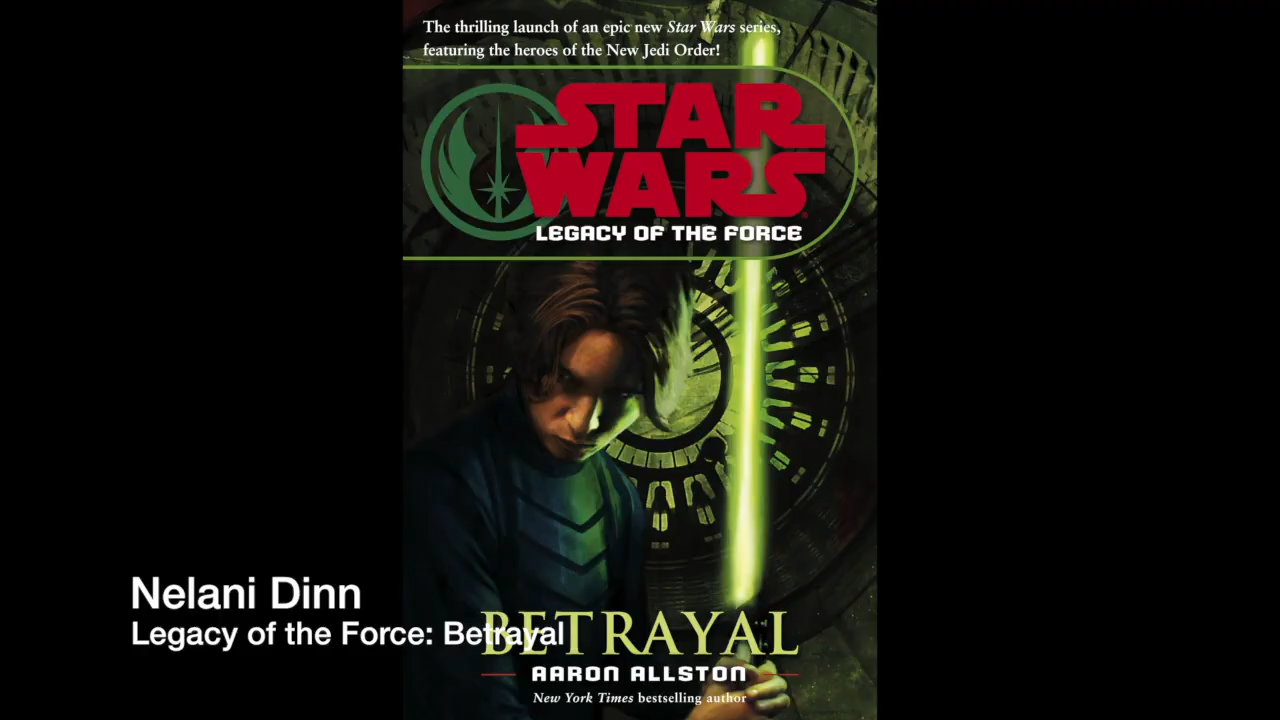 The thrilling launch of an epic new Star Wars series,
featuring the heroes of the New Jedi Order!
STAR
WARS
LEGACY OF THE FORCE
Nelani Dinn
Legacy of the Force: Betrayal
BETRAYAL
AARON ALLSTON
New York Times bestselling author